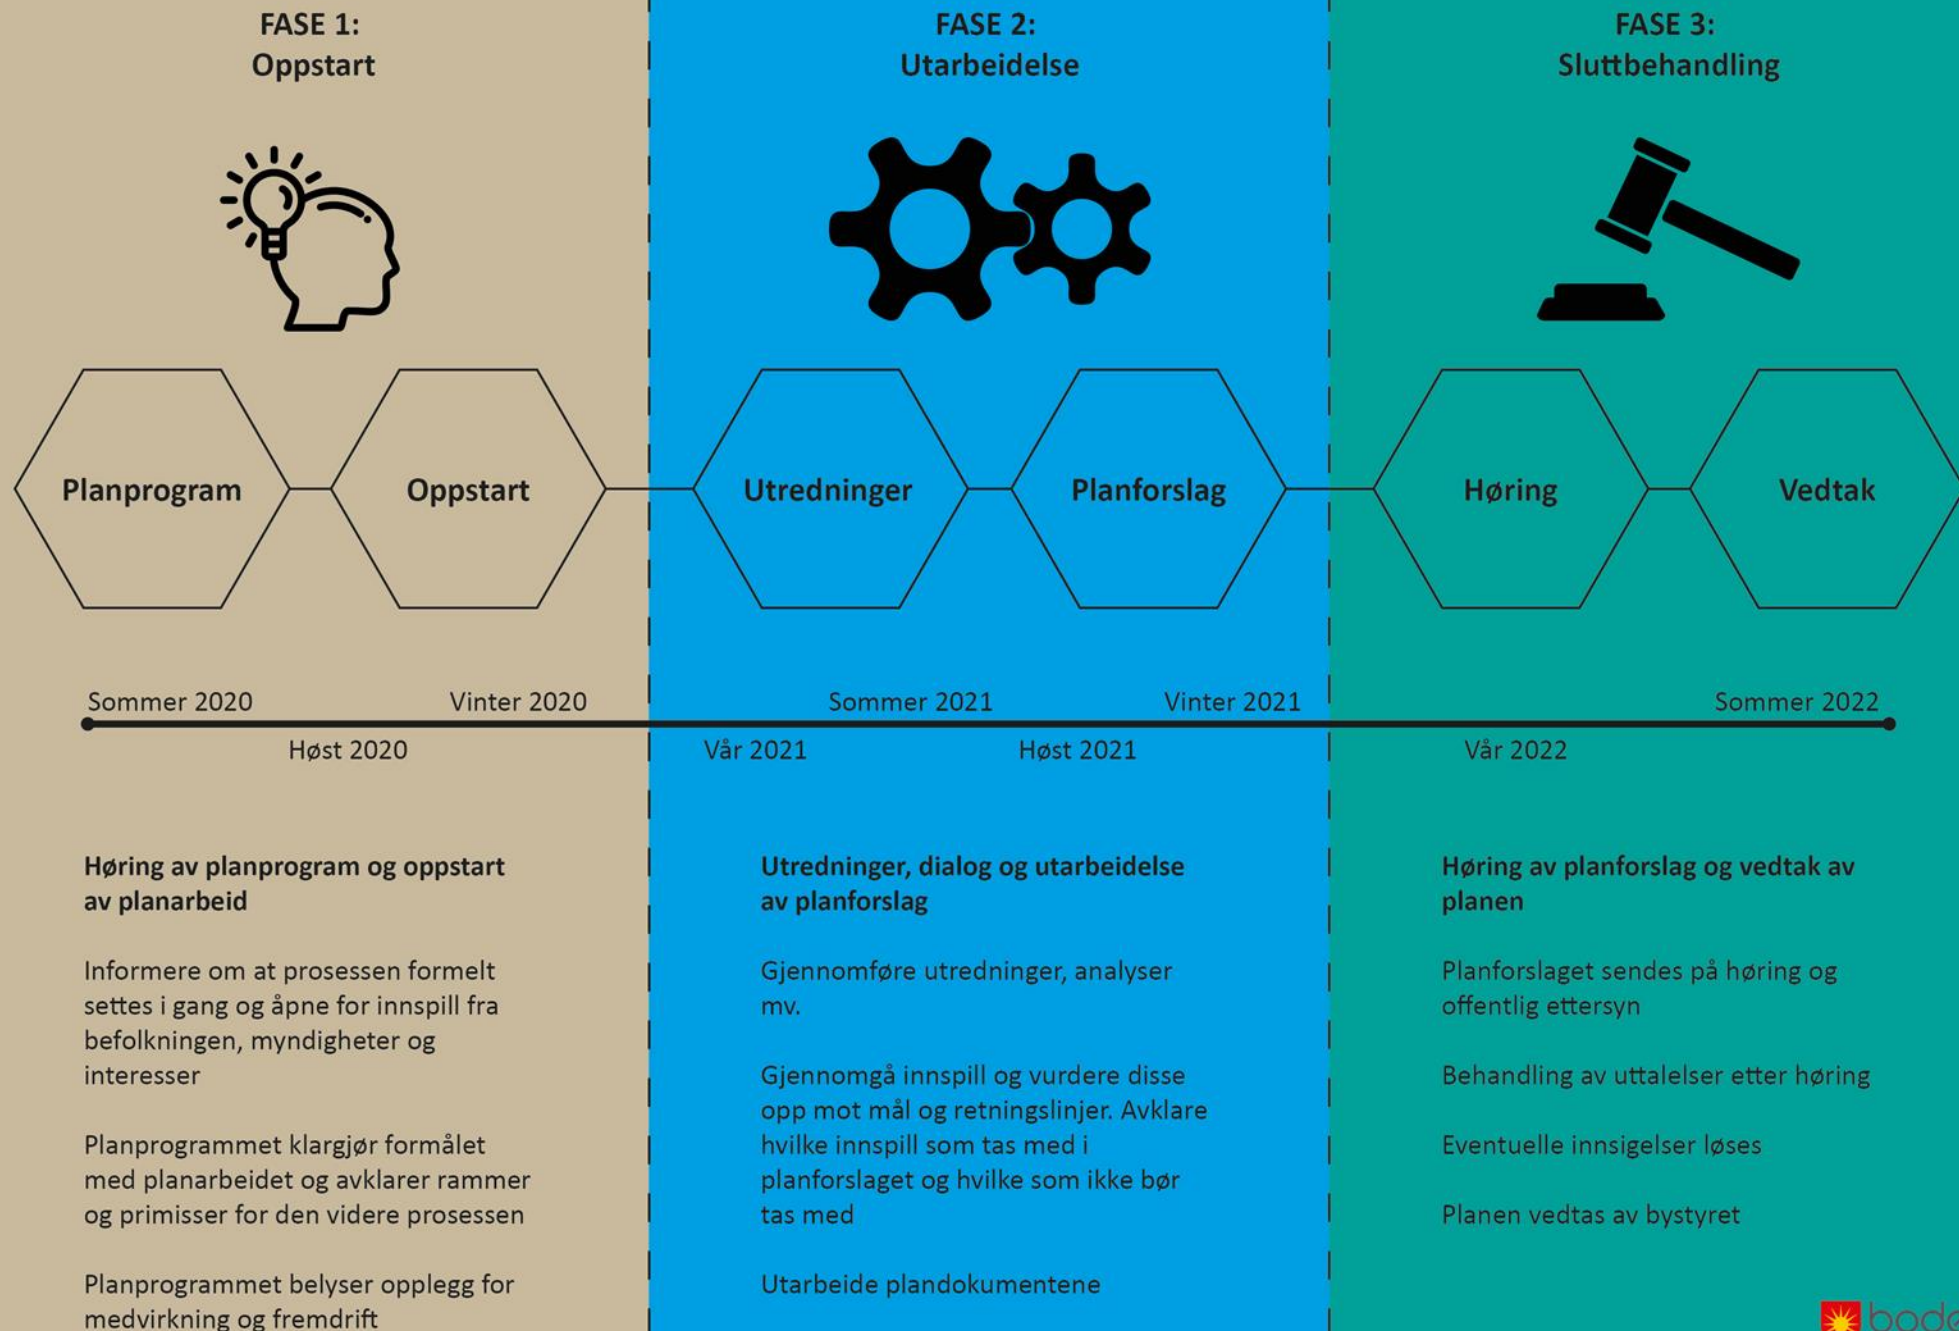 FASE 1:
Oppstart
FASE 2:
Utarbeidelse
FASE 3:
Sluttbehandling
Planprogram
Oppstart
Utredninger
Planforslag
Høring
Vedtak
Sommer 2020
Høst 2020
Vinter 2020
Vår 2021
Sommer 2021
Høst 2021
Vinter 2021
Vår 2022
Sommer 2022
Høring av planprogram og oppstart
av planarbeid
Informere om at prosessen formelt
settes i gang og åpne for innspill fra
befolkningen, myndigheter og
interesser
Planprogrammet klargjør formålet
med planarbeidet og avklarer rammer
og primisser for den videre prosessen
Planprogrammet belyser opplegg for
medvirkning og fremdrift
Utredninger, dialog og utarbeidelse
av planforslag
Gjennomføre utredninger, analyser
mv.
Gjennomgå innspill og vurdere disse
opp mot mål og retningslinjer. Avklare
hvilke innspill som tas med i
planforslaget og hvilke som ikke bør
tas med
Utarbeide plandokumentene
Høring av planforslag og vedtak av
planen
Planforslaget sendes på høring og
offentlig ettersyn
Behandling av uttalelser etter høring
Eventuelle innsigelser løses
Planen vedtas av bystyret